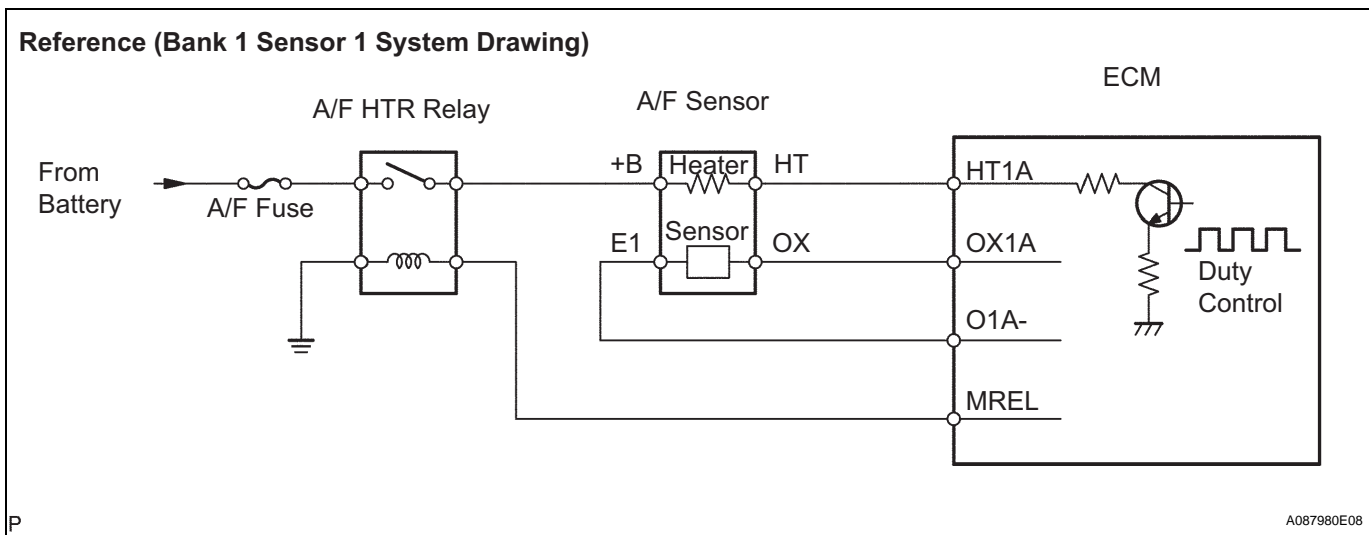 Reference (Bank 1 Sensor 1 System Drawing)
ECM
A/F HTR Relay
A/F Sensor
From
Battery
A/F Fuse
+B
Heater
HT
HT1A
E1
Sensor
OX
OX1A
Duty
Control
O1A-
MREL
P
A087980E08